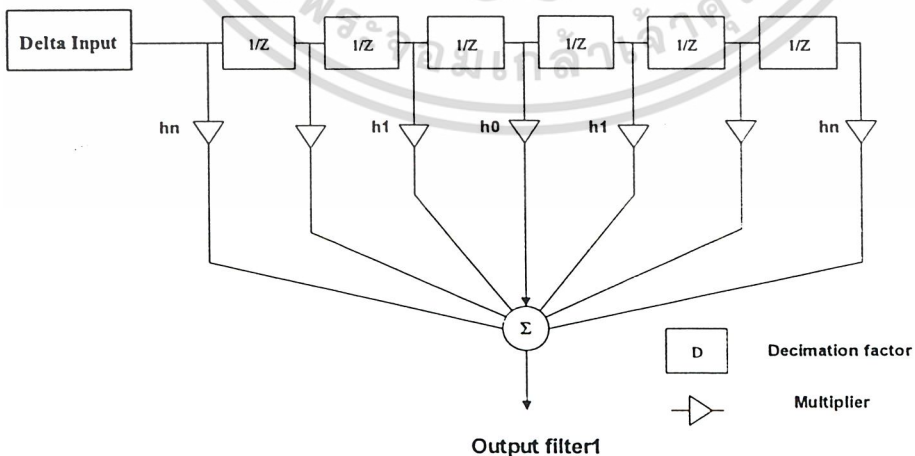 Delta Input
1/Z 1/Z 1/Z 1/Z 1/Z 1/Z
hn h1 h0 h1 hn
Σ
D Decimation factor
Multiplier
Output filter1